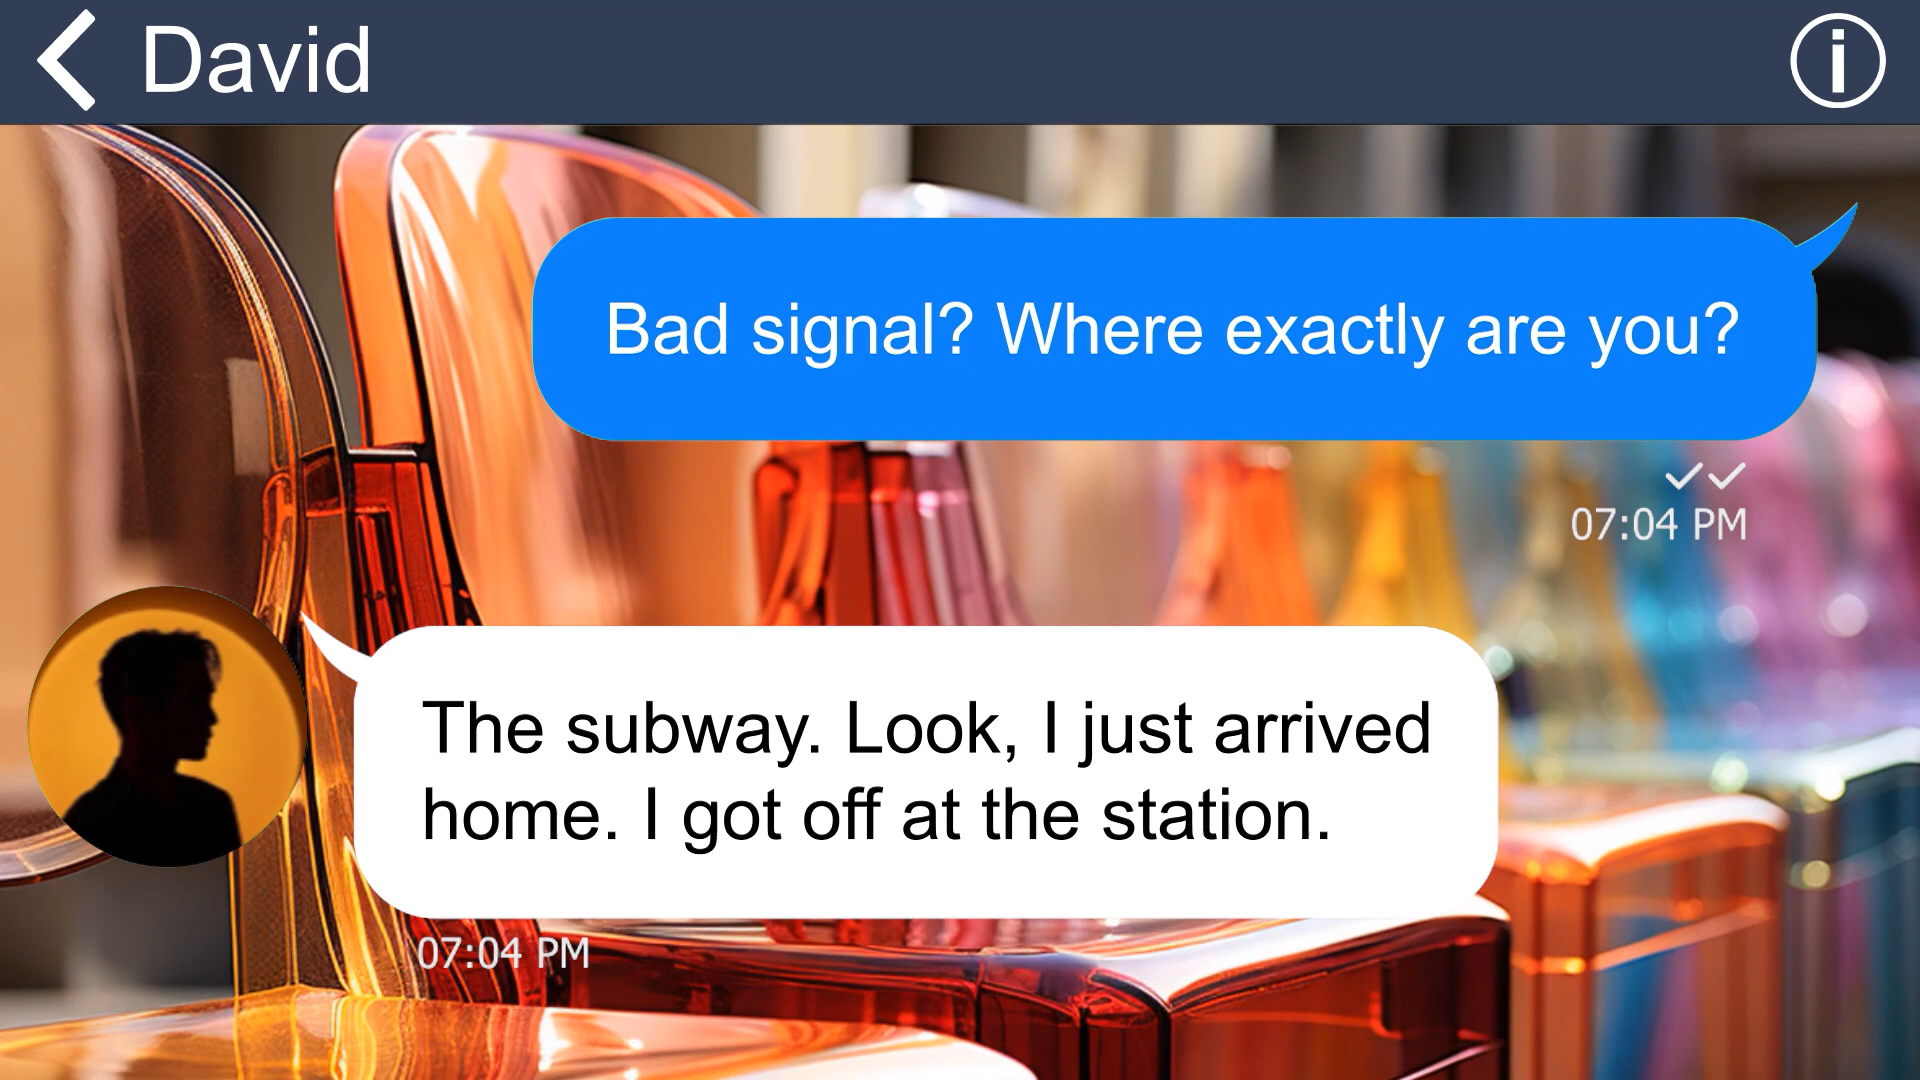 David
Bad signal? Where exactly are you?
07:04 PM
The subway. Look, I just arrived
home. I got off at the station.
07:04 PM